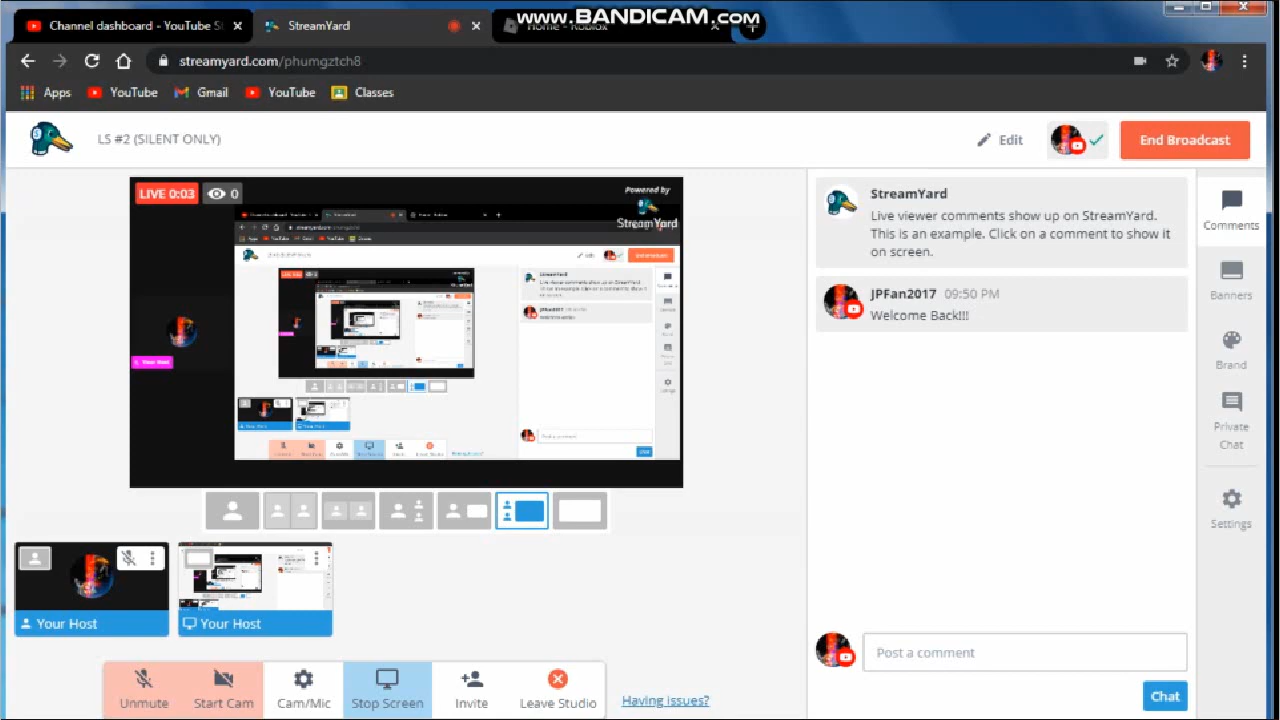 www.BANDICAM.com
Channel dashboard - YouTube S
StreamYard
Home - Roblox
streamyard.com/phumgztch8
Apps
YouTube
Gmail
YouTube
Classes
LS #2 (SILENT ONLY)
Edit
End Broadcast
LIVE 0:03
0
Powered by
StreamYard
Your Host
StreamYard
Live viewer comments show up on StreamYard.
This is an example. Click on a comment to show it
on screen.
JPFan2017 09:50 PM
Welcome Back!!!
Comments
Banners
Brand
Private
Chat
Settings
Your Host
Your Host
Post a comment
Chat
Unmute
Start Cam
Cam/Mic
Stop Screen
Invite
Leave Studio
Having issues?